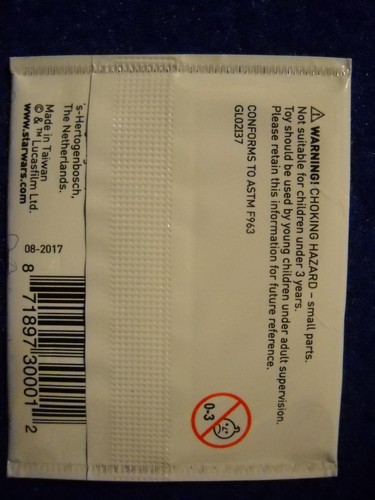 ⚠ WARNING! CHOKING HAZARD – small parts.
Not suitable for children under 3 years.
Toy should be used by young children under adult supervision.
Please retain this information for future reference.
CONFORMS TO ASTM F963
GL02I37
0-3
's-Hertogenbosch,
The Netherlands.
Made in Taiwan
© & ™ Lucasfilm Ltd.
www.starwars.com
08-2017
8 71897 30001 2